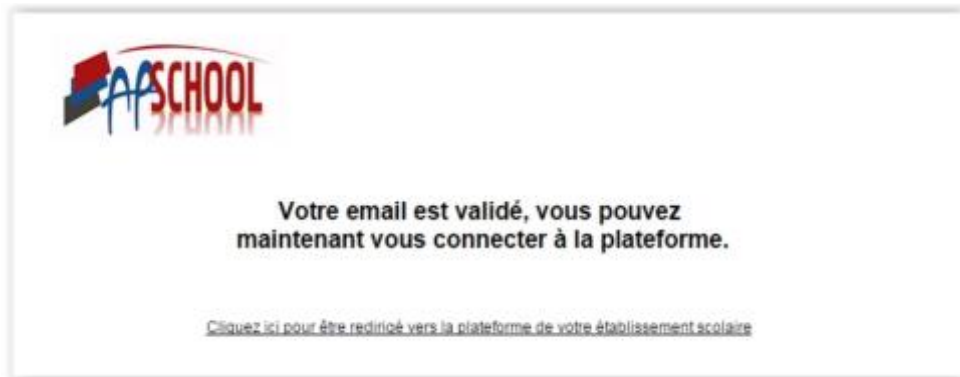 APSCHOOL
Votre email est validé, vous pouvez
maintenant vous connecter à la plateforme.
Cliquez ici pour être redirigé vers la plateforme de votre établissement scolaire